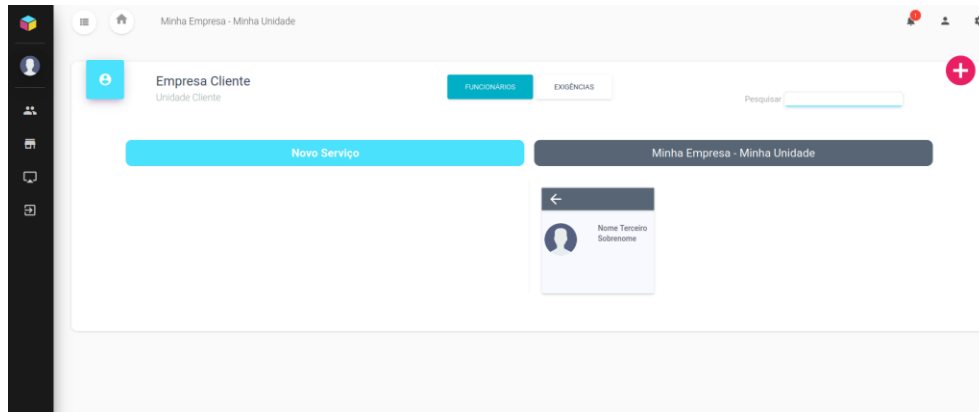 Minha Empresa - Minha Unidade
1
Empresa Cliente
Unidade Cliente
FUNCIONÁRIOS
EXIGÊNCIAS
Pesquisar
Novo Serviço
Minha Empresa - Minha Unidade
Nome Terceiro
Sobrenome